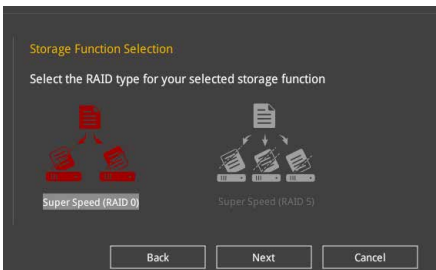 Storage Function Selection
Select the RAID type for your selected storage function
Super Speed (RAID 0)
Super Speed (RAID 5)
Back
Next
Cancel